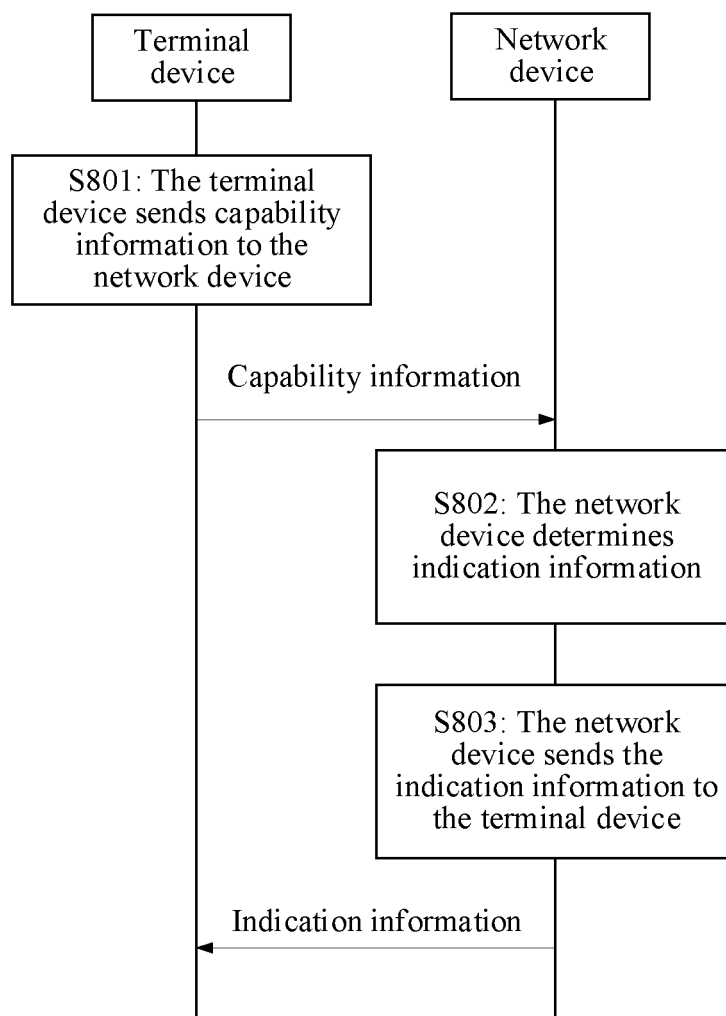 Terminal
device
Network
device
S801: The terminal
device sends capability
information to the
network device
Capability information
S802: The network
device determines
indication information
S803: The network
device sends the
indication information to
the terminal device
Indication information